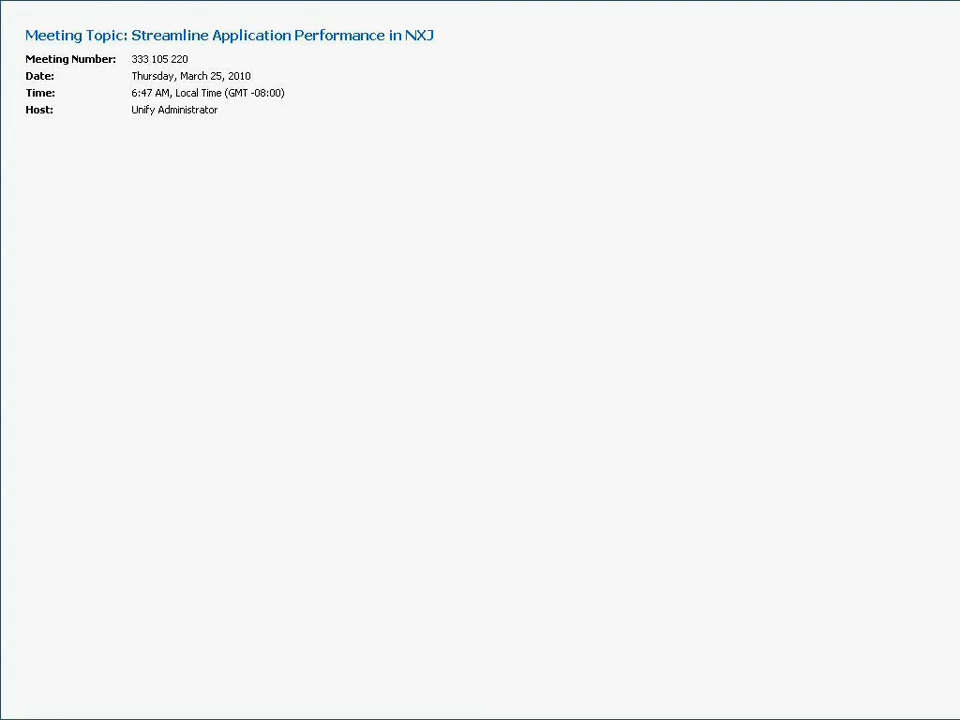 Meeting Topic: Streamline Application Performance in NXJ
Meeting Number: 333 105 220
Date: Thursday, March 25, 2010
Time: 6:47 AM, Local Time (GMT -08:00)
Host: Unify Administrator